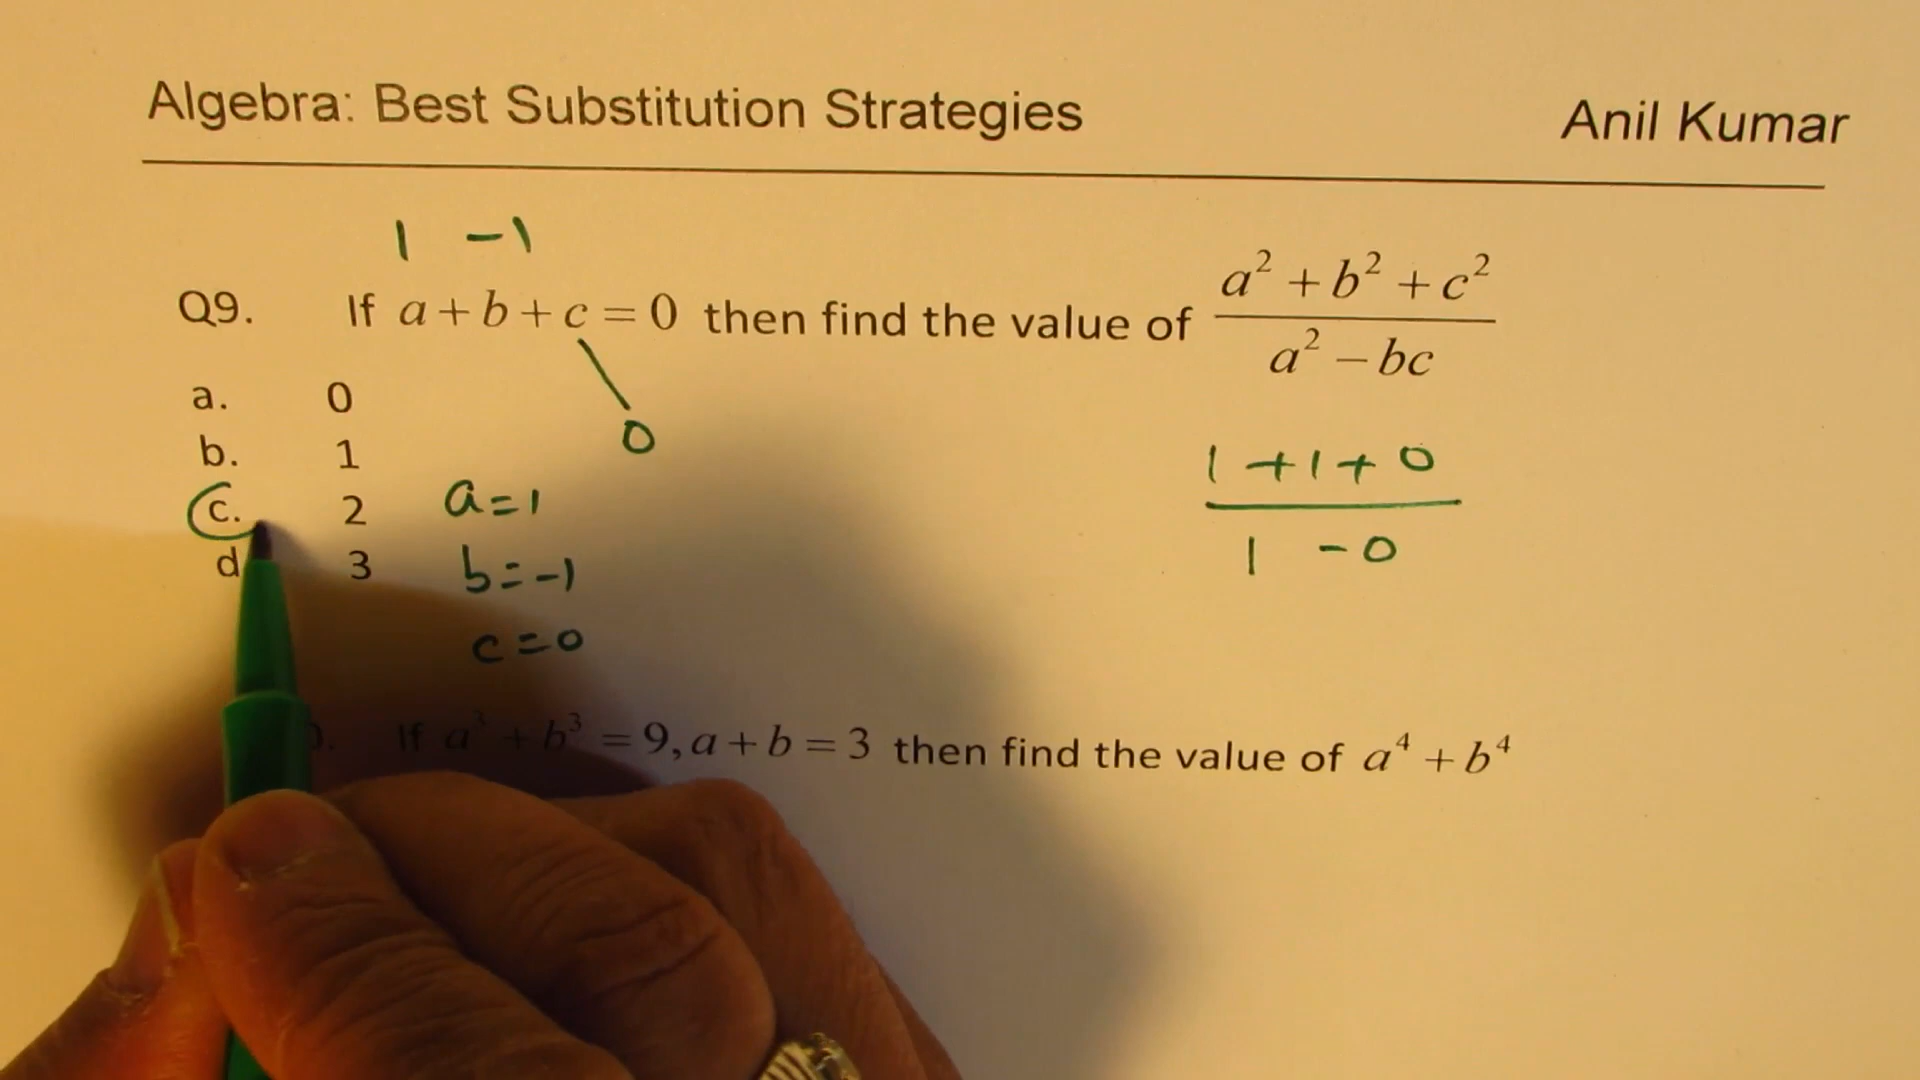 Algebra: Best Substitution Strategies Anil Kumar
1 -1
Q9. If a + b + c = 0 then find the value of (a² + b² + c²)/(a² - bc)
a. 0
0
b. 1
1 + 1 + 0
c. 2 a = 1
1 - 0
d 3 b = -1
c = 0
If a³ + b³ = 9, a + b = 3 then find the value of a⁴ + b⁴